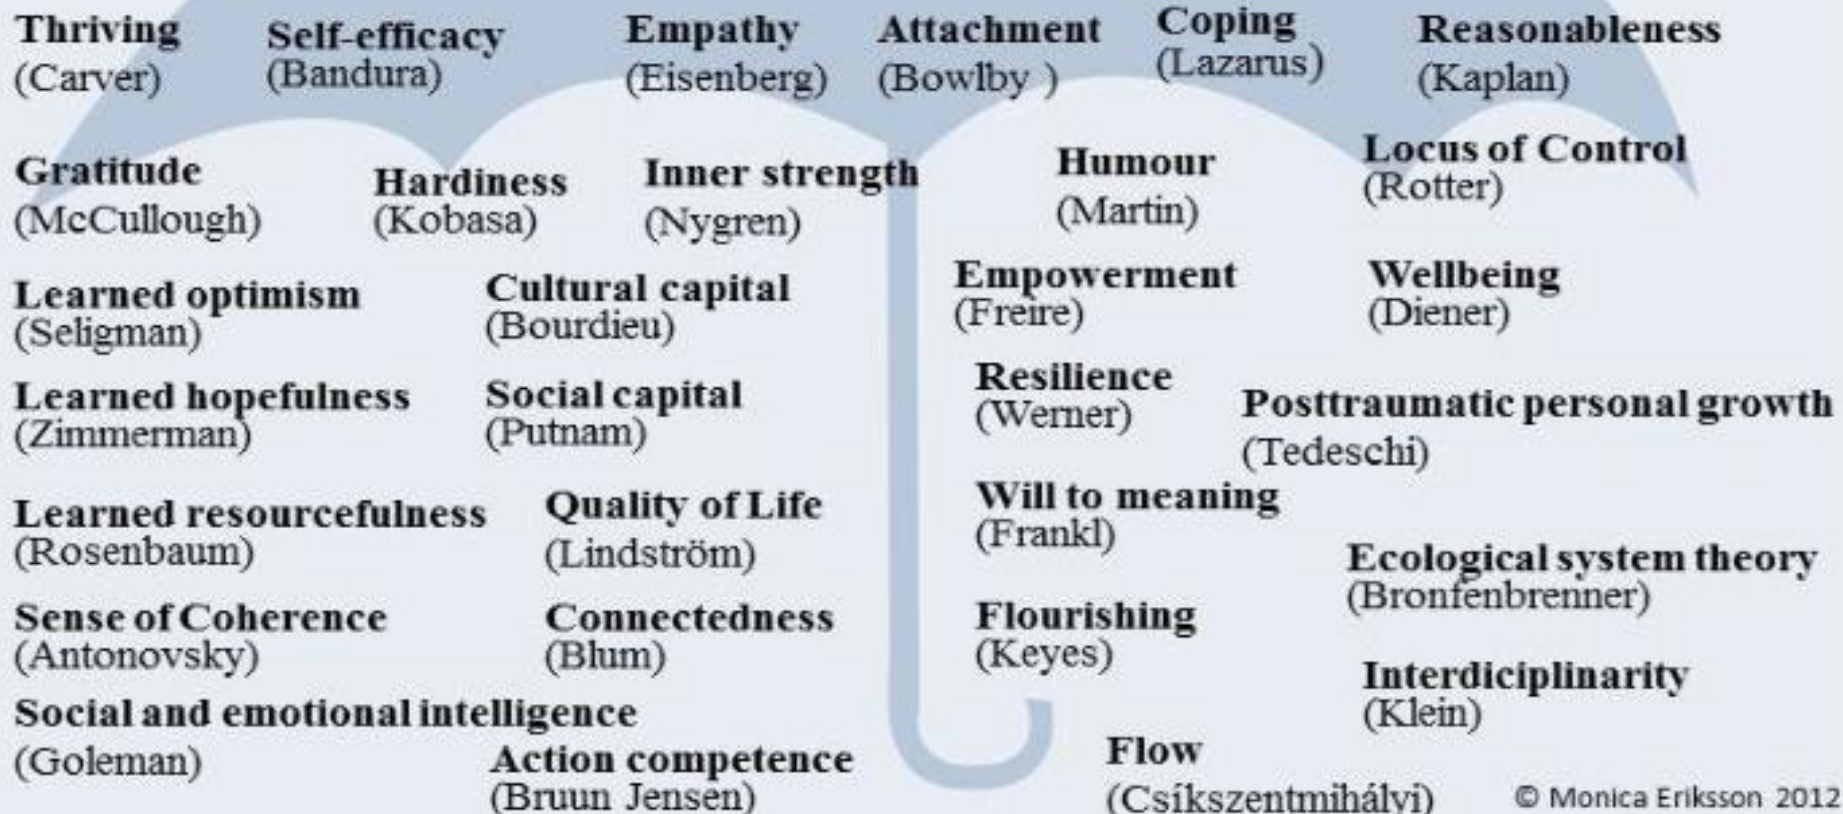 Thriving
(Carver)
Self-efficacy
(Bandura)
Empathy
(Eisenberg)
Attachment
(Bowlby )
Coping
(Lazarus)
Reasonableness
(Kaplan)
Gratitude
(McCullough)
Hardiness
(Kobasa)
Inner strength
(Nygren)
Humour
(Martin)
Locus of Control
(Rotter)
Learned optimism
(Seligman)
Cultural capital
(Bourdieu)
Empowerment
(Freire)
Wellbeing
(Diener)
Learned hopefulness
(Zimmerman)
Social capital
(Putnam)
Resilience
(Werner)
Posttraumatic personal growth
(Tedeschi)
Learned resourcefulness
(Rosenbaum)
Quality of Life
(Lindström)
Will to meaning
(Frankl)
Ecological system theory
(Bronfenbrenner)
Sense of Coherence
(Antonovsky)
Connectedness
(Blum)
Flourishing
(Keyes)
Interdiciplinarity
(Klein)
Social and emotional intelligence
(Goleman)
Action competence
(Bruun Jensen)
Flow
(Csíkszentmihályi)
© Monica Eriksson 2012